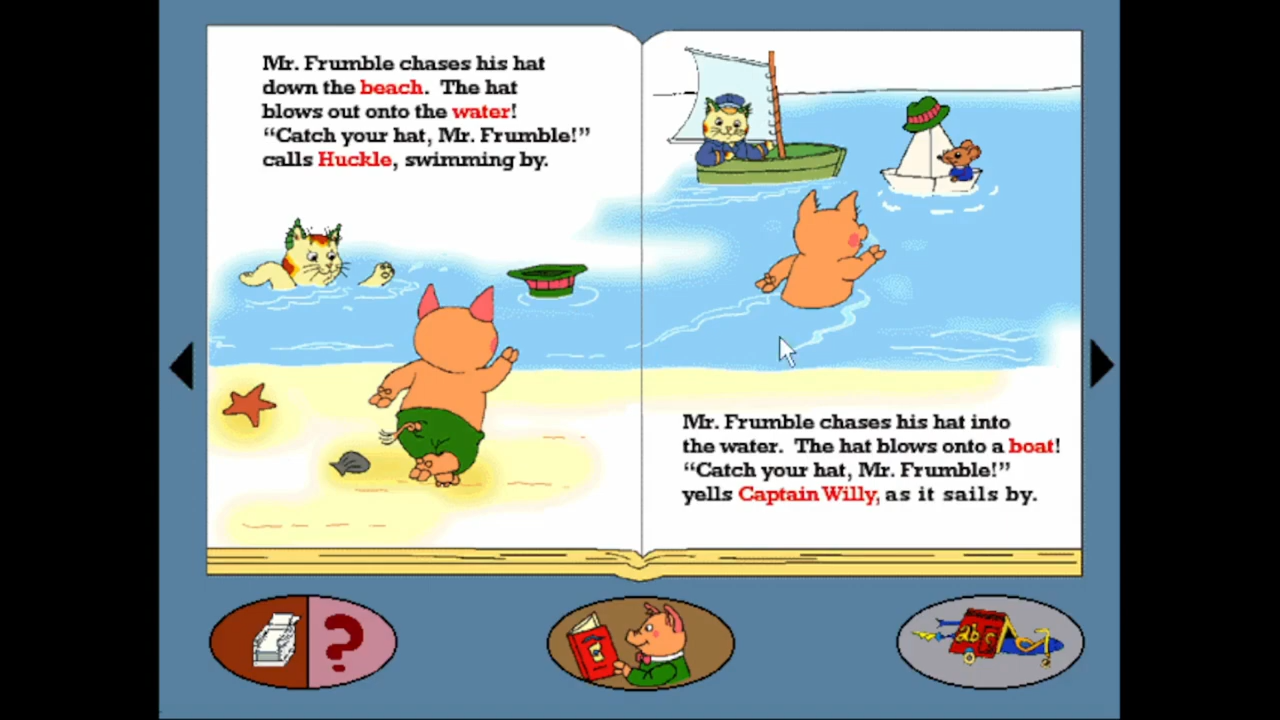 Mr. Frumble chases his hat
down the beach. The hat
blows out onto the water!
“Catch your hat, Mr. Frumble!”
calls Huckle, swimming by.
Mr. Frumble chases his hat into
the water. The hat blows onto a boat!
“Catch your hat, Mr. Frumble!”
yells Captain Willy, as it sails by.
?
abc